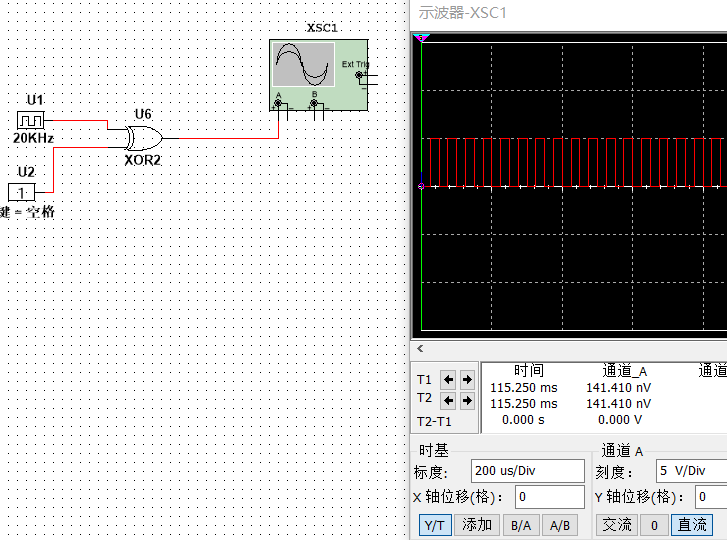 示波器-XSC1
XSC1
Ext Trig
A
B
U1
20KHz
U6
XOR2
U2
1
键 = 空格
时间
通道_A
通道
T1
115.250 ms
141.410 nV
T2
115.250 ms
141.410 nV
T2-T1
0.000 s
0.000 V
时基
标度:
200 us/Div
X 轴位移(格):
0
Y/T
添加
B/A
A/B
通道 A
刻度:
5 V/Div
Y 轴位移(格):
0
交流
0
直流